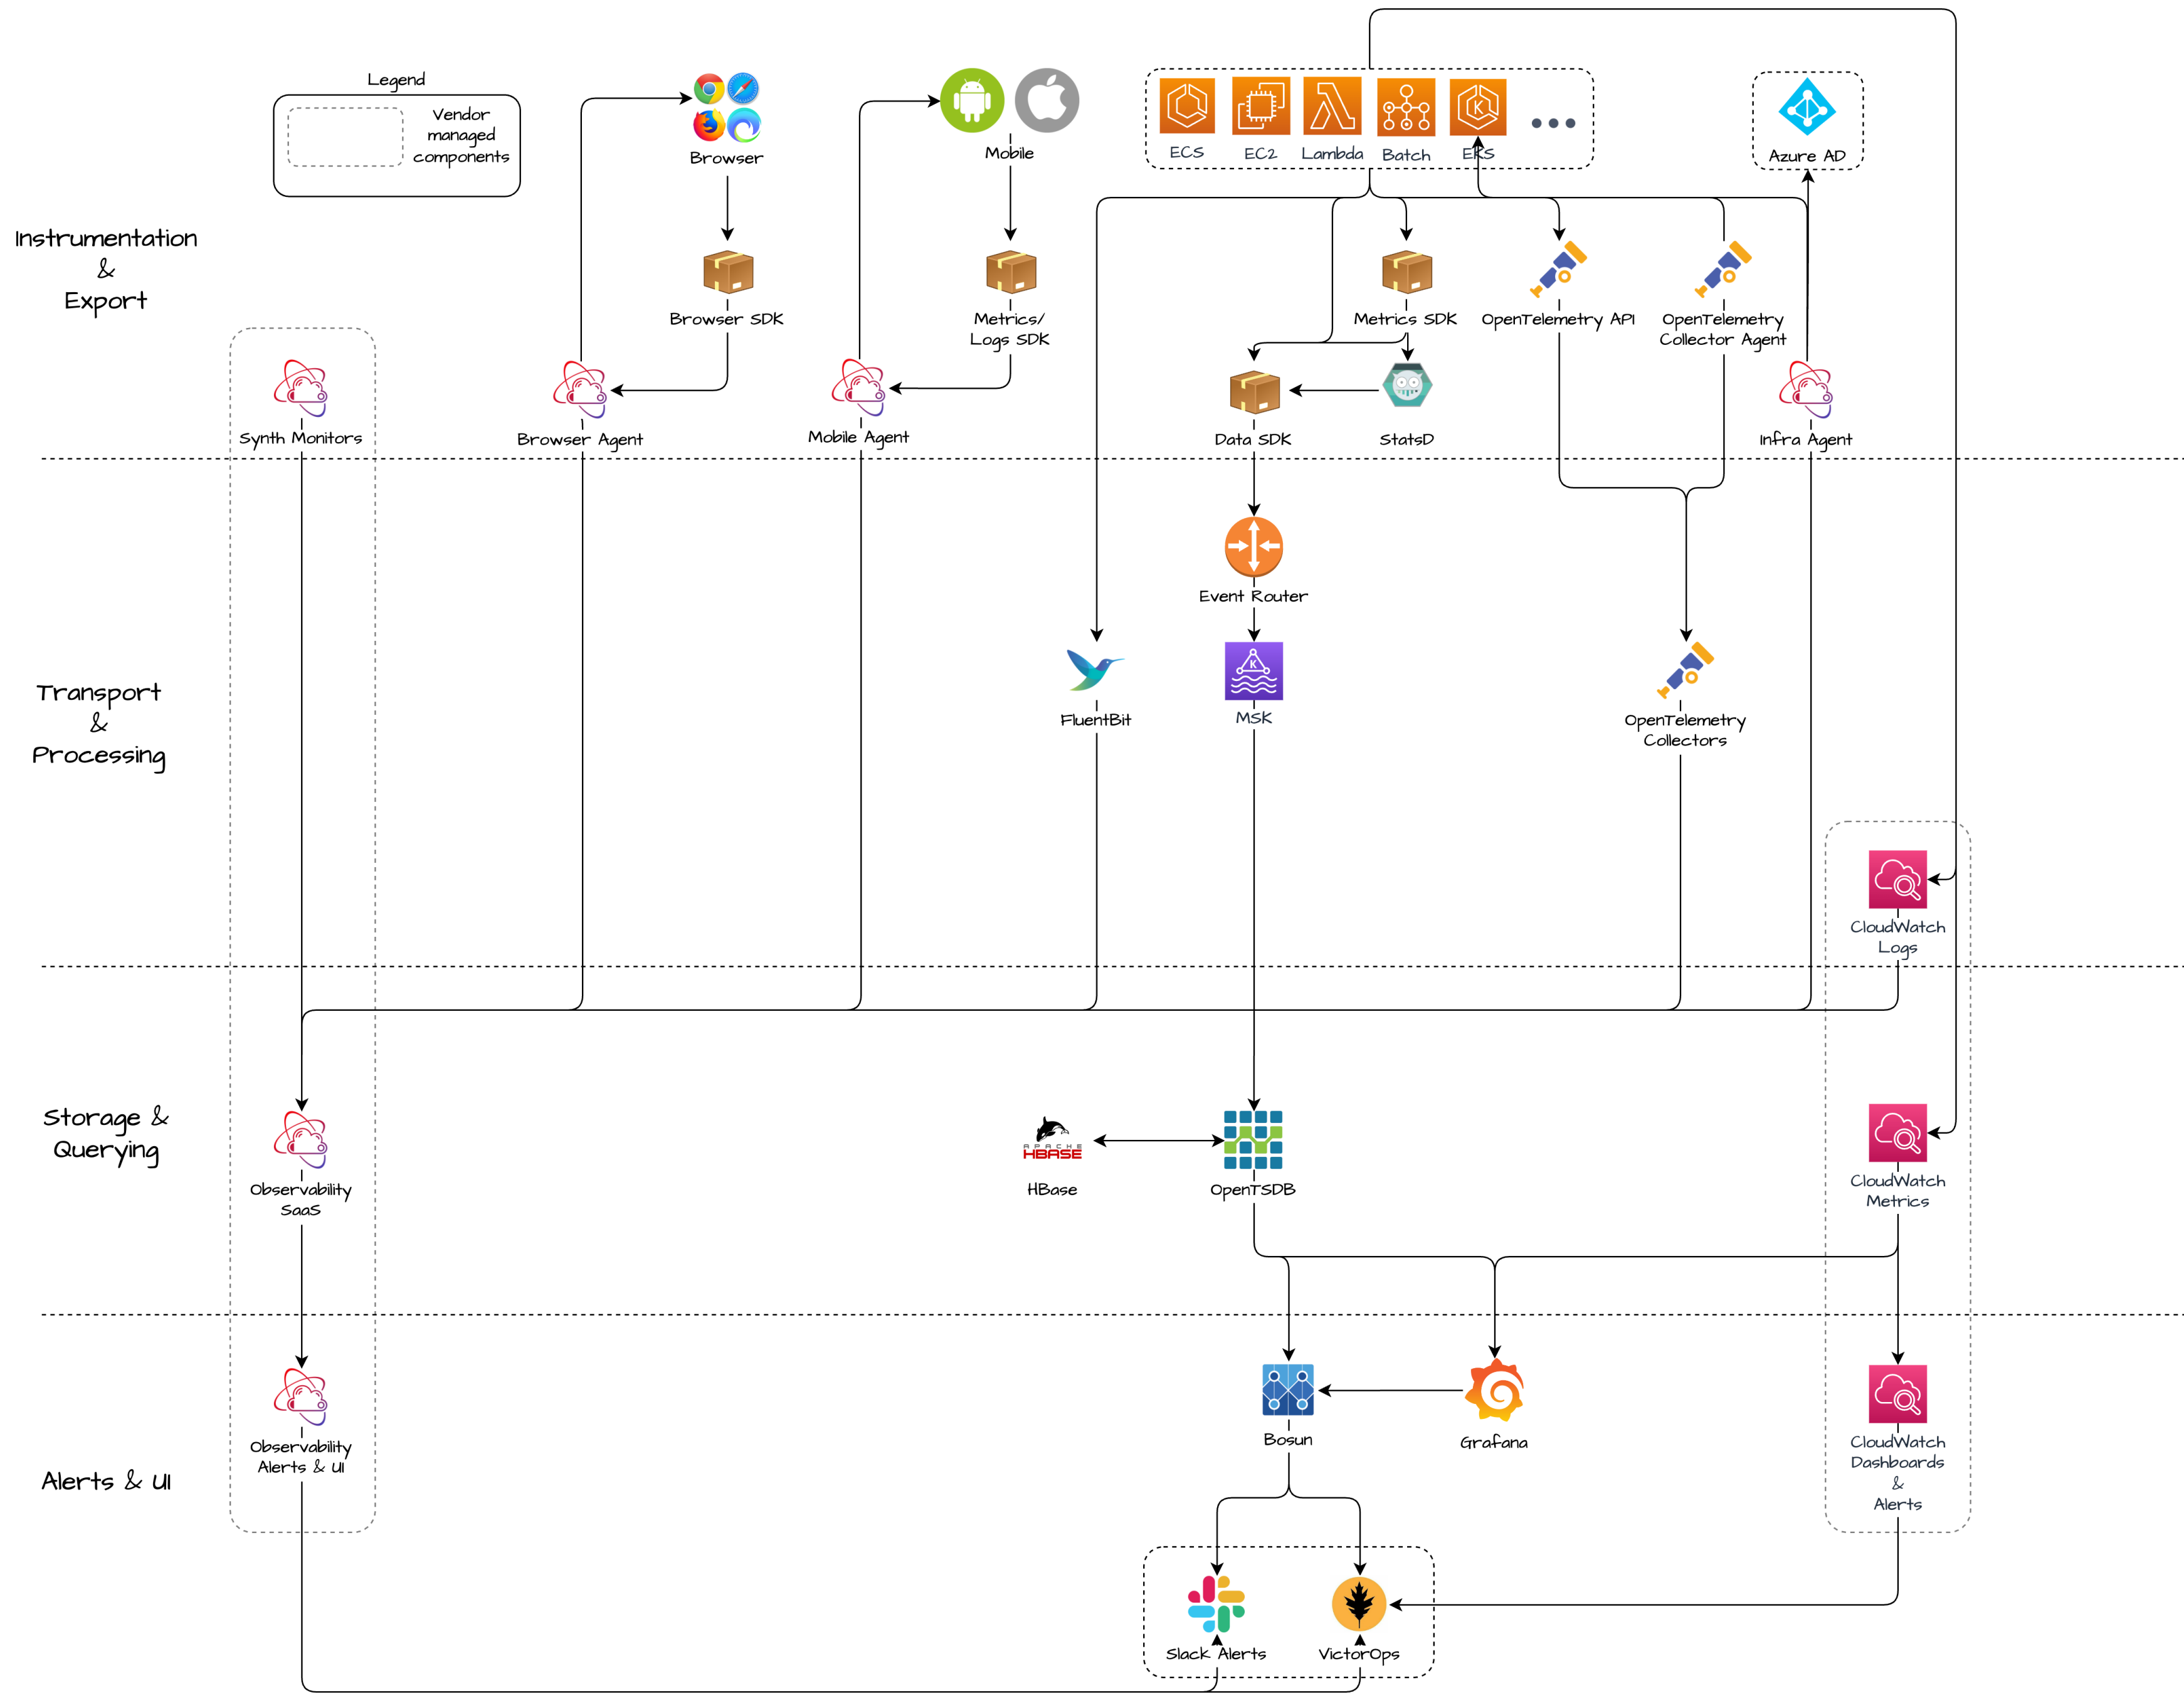 Legend
Vendor
managed
components
Browser
Mobile
ECS
EC2
Lambda
Batch
EKS
Azure AD
Instrumentation
&
Export
Browser SDK
Metrics/
Logs SDK
Metrics SDK
OpenTelemetry API
OpenTelemetry
Collector Agent
Synth Monitors
Browser Agent
Mobile Agent
Data SDK
StatsD
Infra Agent
Event Router
Transport
&
Processing
FluentBit
K
MSK
OpenTelemetry
Collectors
CloudWatch
Logs
Storage &
Querying
Observability
SaaS
APACHE
HBASE
HBase
OpenTSDB
CloudWatch
Metrics
Alerts & UI
Observability
Alerts & UI
Bosun
Grafana
CloudWatch
Dashboards
&
Alerts
Slack Alerts
VictorOps